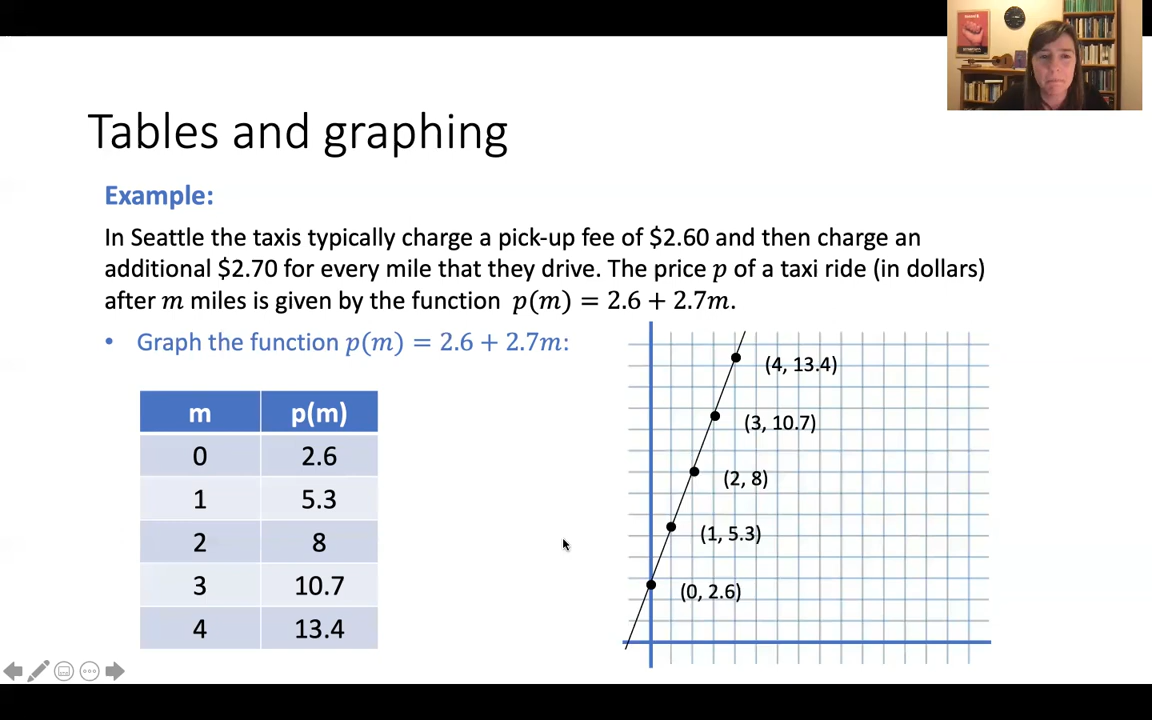 Tables and graphing
Example:
In Seattle the taxis typically charge a pick-up fee of $2.60 and then charge an
additional $2.70 for every mile that they drive. The price p of a taxi ride (in dollars)
after m miles is given by the function p(m) = 2.6 + 2.7m.
• Graph the function p(m) = 2.6 + 2.7m:
m p(m)
0 2.6
1 5.3
2 8
3 10.7
4 13.4
(4, 13.4)
(3, 10.7)
(2, 8)
(1, 5.3)
(0, 2.6)